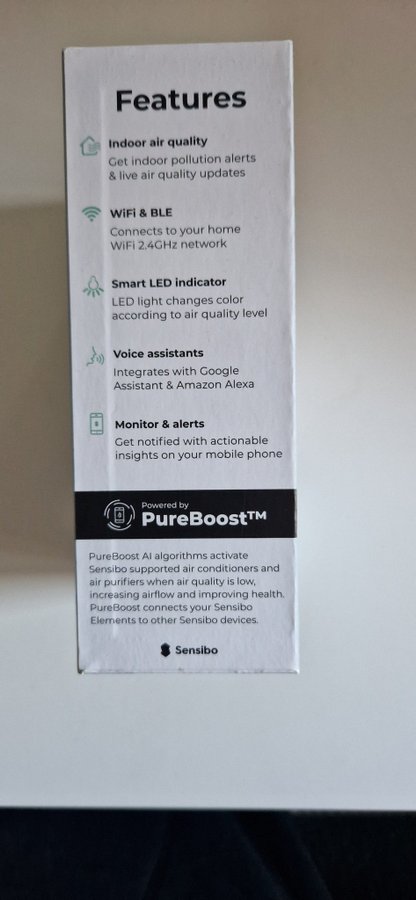 Features
Indoor air quality
Get indoor pollution alerts
& live air quality updates
WiFi & BLE
Connects to your home
WiFi 2.4GHz network
Smart LED indicator
LED light changes color
according to air quality level
Voice assistants
Integrates with Google
Assistant & Amazon Alexa
Monitor & alerts
Get notified with actionable
insights on your mobile phone
Powered by
PureBoost™
PureBoost AI algorithms activate
Sensibo supported air conditioners and
air purifiers when air quality is low,
increasing airflow and improving health.
PureBoost connects your Sensibo
Elements to other Sensibo devices.
Sensibo